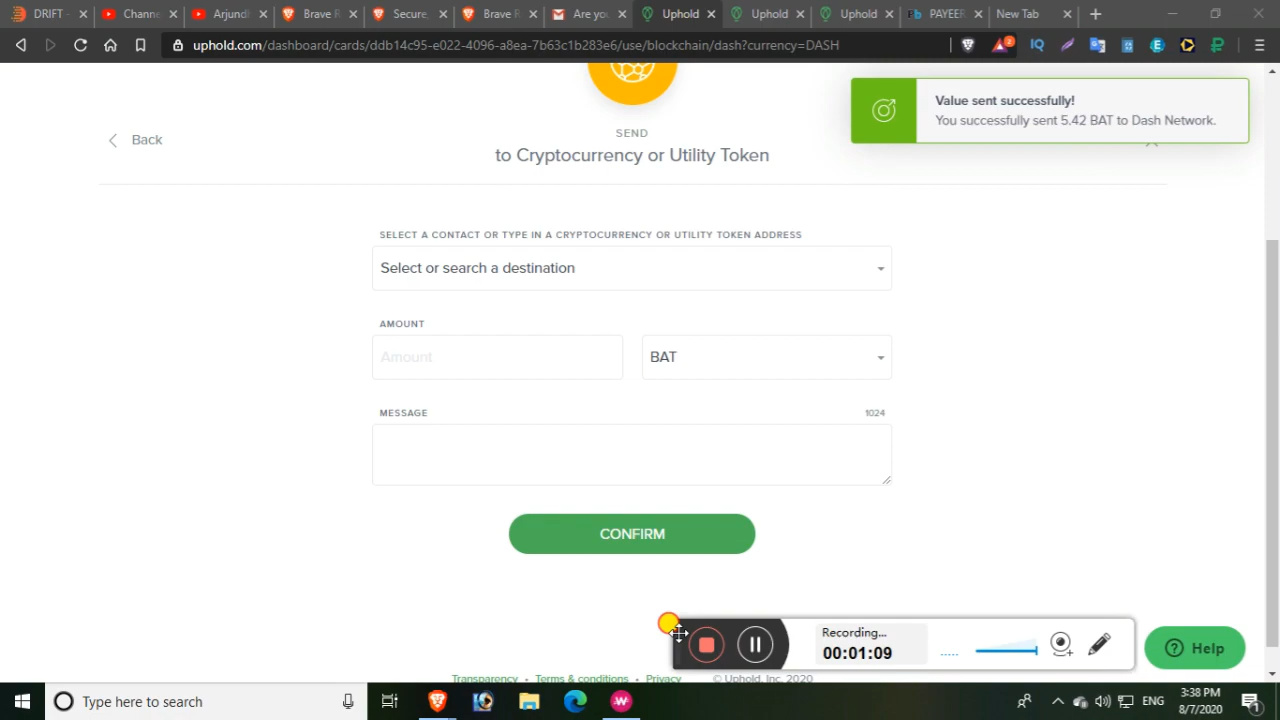 DRIFT -
Channe
Arjundl
Brave R
Secure,
Brave R
Are you
Uphold
Uphold
Uphold
PAYEER
New Tab
uphold.com/dashboard/cards/ddb14c95-e022-4096-a8ea-7b63c1b283e6/use/blockchain/dash?currency=DASH
2
IQ
Value sent successfully!
You successfully sent 5.42 BAT to Dash Network.
Back
SEND
to Cryptocurrency or Utility Token
SELECT A CONTACT OR TYPE IN A CRYPTOCURRENCY OR UTILITY TOKEN ADDRESS
Select or search a destination
AMOUNT
Amount
BAT
MESSAGE 1024
CONFIRM
Recording...
00:01:09
Help
Transparency • Terms & conditions • Privacy © Uphold, Inc. 2020
Type here to search
ENG
3:38 PM
8/7/2020
1